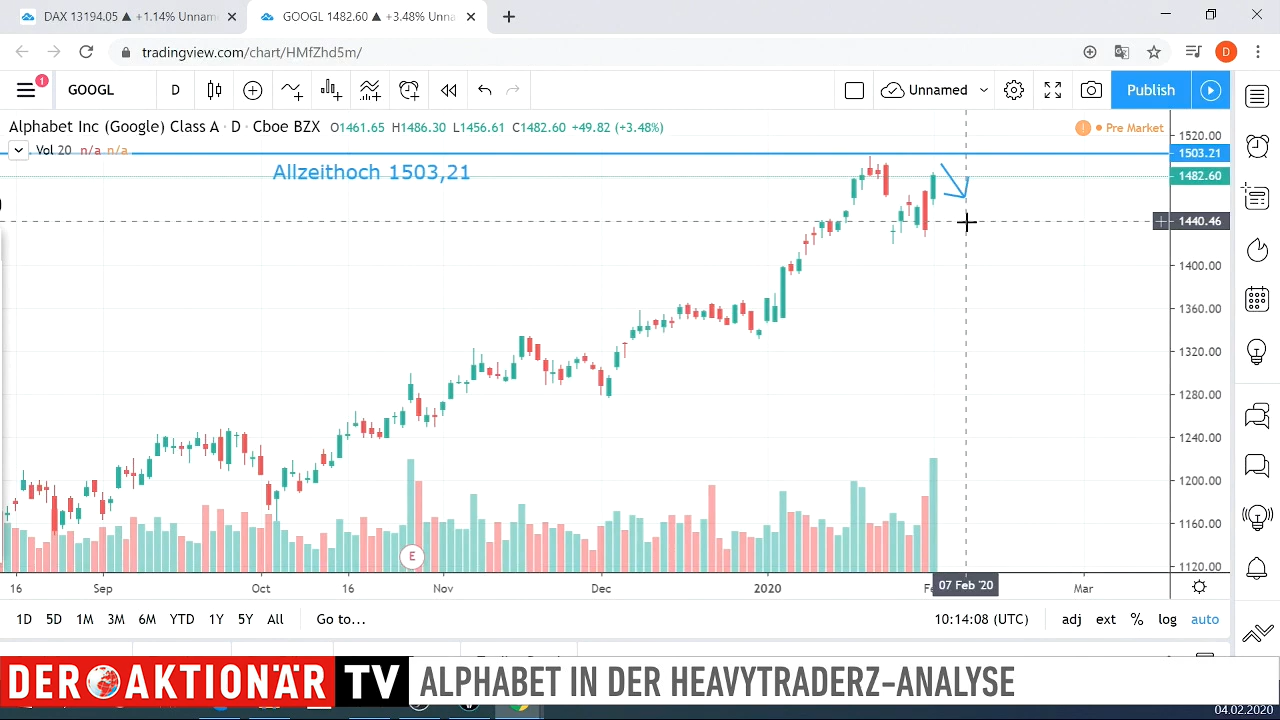 DAX 13194.05 ▲ +1.14% Unnam
GOOGL 1482.60 ▲ +3.48% Unna
tradingview.com/chart/HMfZhd5m/
D
1
GOOGL
D
Unnamed
Publish
Alphabet Inc (Google) Class A · D · Cboe BZX O1461.65 H1486.30 L1456.61 C1482.60 +49.82 (+3.48%)
Pre Market
Vol 20 n/a n/a
Allzeithoch 1503,21
1520.00
1503.21
1482.60
1440.46
1400.00
1360.00
1320.00
1280.00
1240.00
1200.00
1160.00
1120.00
E
16 Sep Oct 16 Nov Dec 2020 07 Feb '20 Mar
1D 5D 1M 3M 6M YTD 1Y 5Y All Go to...
10:14:08 (UTC) adj ext % log auto
DER AKTIONÄR TV
ALPHABET IN DER HEAVYTRADERZ-ANALYSE
04.02.2020